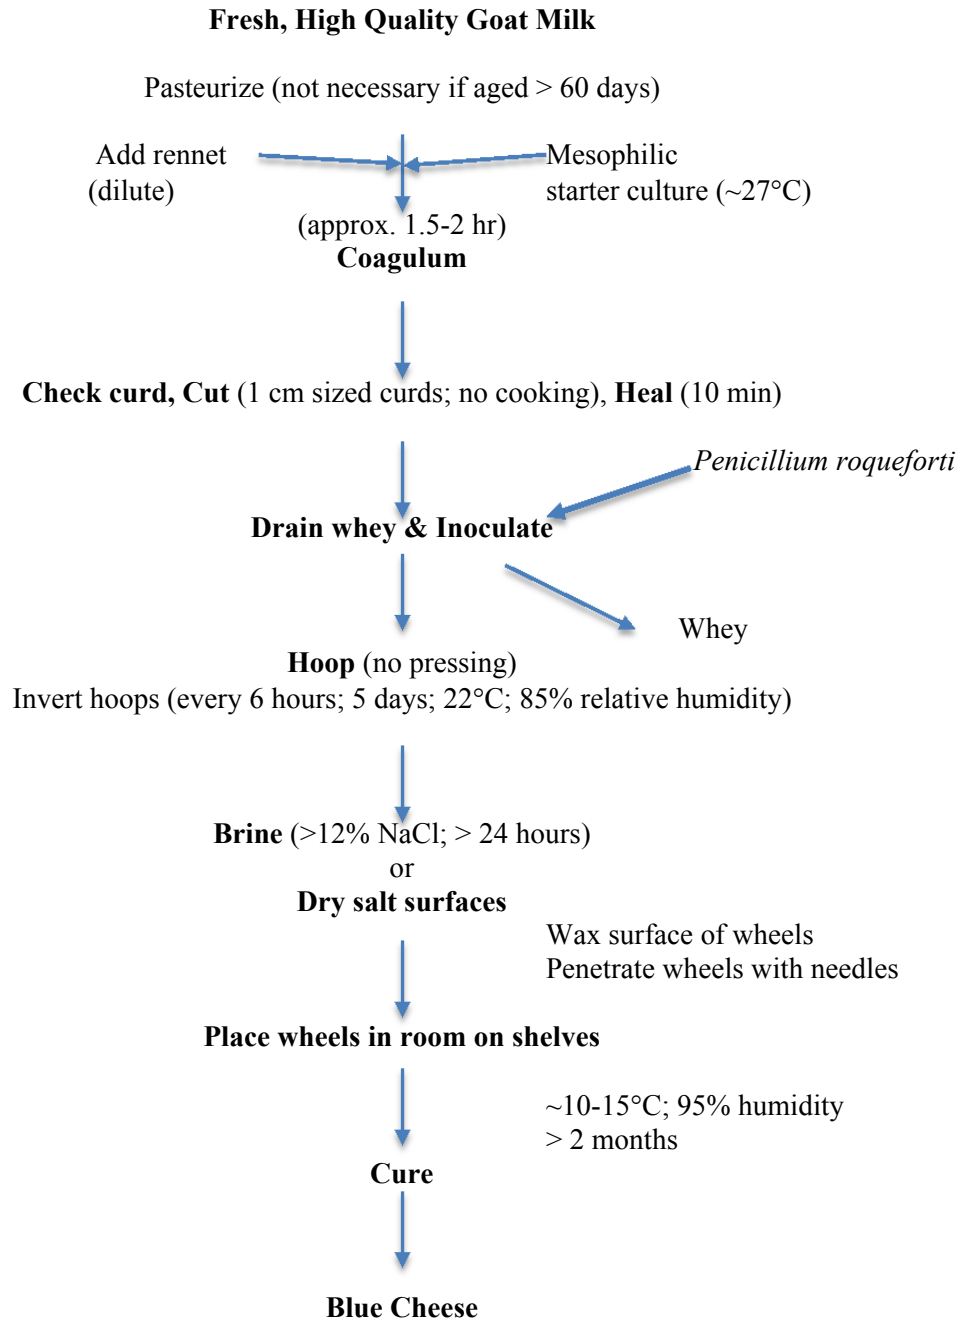 Fresh, High Quality Goat Milk
Pasteurize (not necessary if aged > 60 days)
Add rennet
(dilute)
Mesophilic
starter culture (~27°C)
(approx. 1.5-2 hr)
Coagulum
Check curd, Cut (1 cm sized curds; no cooking), Heal (10 min)
Penicillium roqueforti
Drain whey & Inoculate
Whey
Hoop (no pressing)
Invert hoops (every 6 hours; 5 days; 22°C; 85% relative humidity)
Brine (>12% NaCl; > 24 hours)
or
Dry salt surfaces
Wax surface of wheels
Penetrate wheels with needles
Place wheels in room on shelves
~10-15°C; 95% humidity
> 2 months
Cure
Blue Cheese